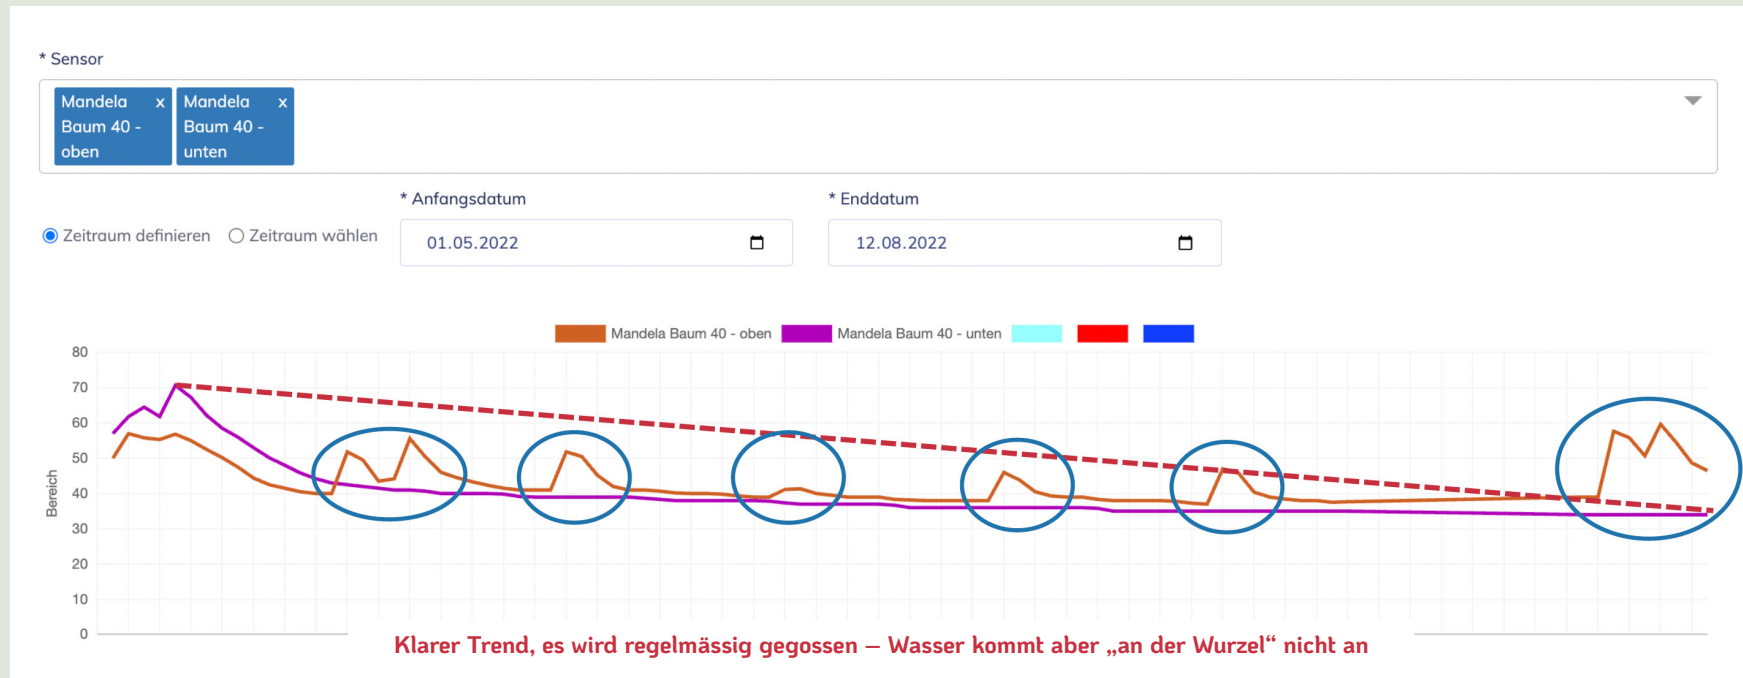 * Sensor
Mandela x
Baum 40 -
oben
Mandela x
Baum 40 -
unten
* Anfangsdatum
* Enddatum
Zeitraum definieren
Zeitraum wählen
01.05.2022
12.08.2022
Mandela Baum 40 - oben
Mandela Baum 40 - unten
80
70
60
50
40
30
20
10
0
Bereich
Klarer Trend, es wird regelmässig gegossen – Wasser kommt aber „an der Wurzel“ nicht an